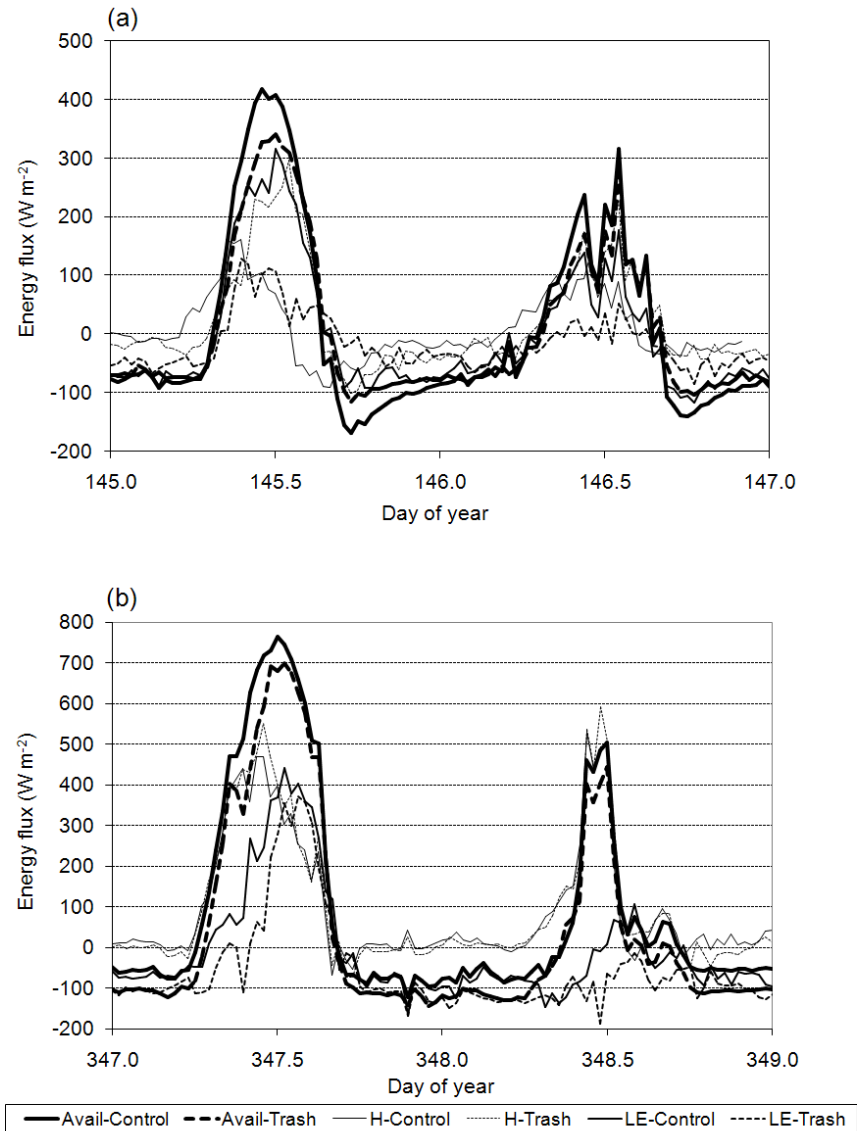 (a)
500
400
300
200
100
0
-100
-200
Energy flux (W m-2)
145.0 145.5 146.0 146.5 147.0
Day of year
(b)
800
700
600
500
400
300
200
100
0
-100
-200
Energy flux (W m-2)
347.0 347.5 348.0 348.5 349.0
Day of year
Avail-Control Avail-Trash H-Control H-Trash LE-Control LE-Trash